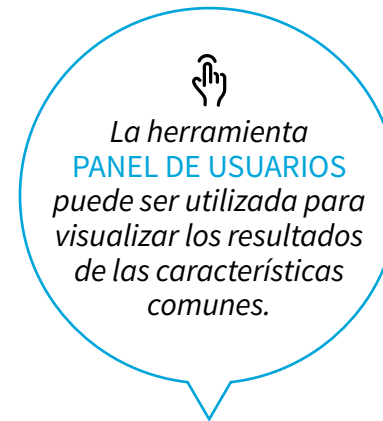 La herramienta
PANEL DE USUARIOS
puede ser utilizada para
visualizar los resultados
de las características
comunes.